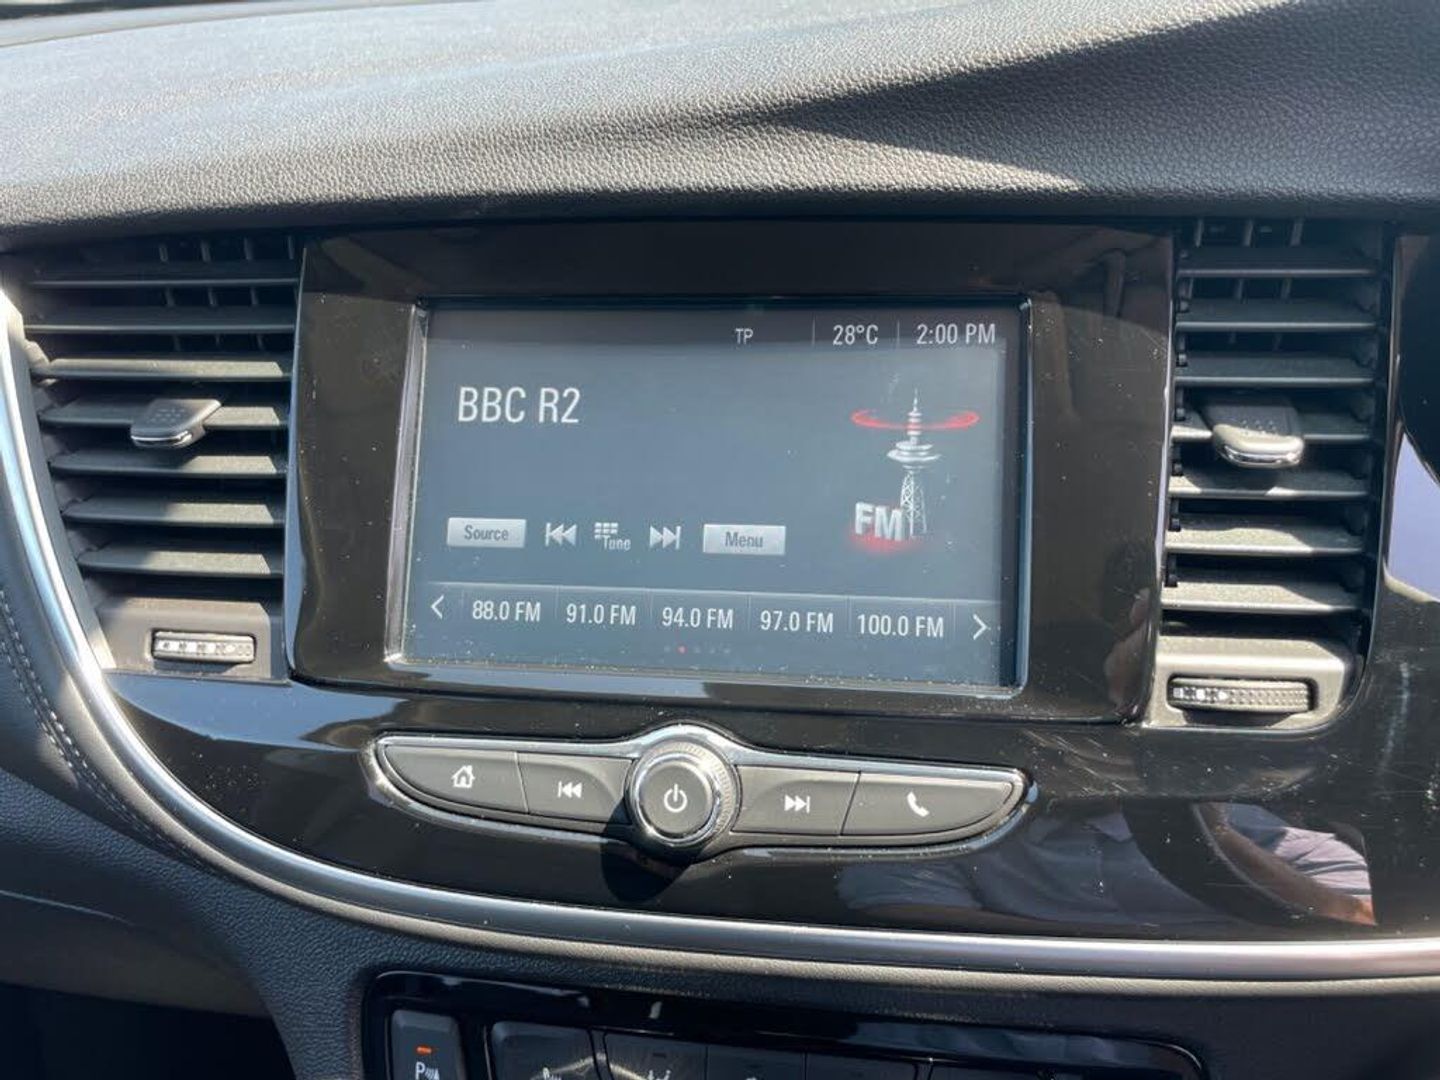 TP 28°C 2:00 PM
BBC R2
FM
Source Tune Menu
88.0 FM 91.0 FM 94.0 FM 97.0 FM 100.0 FM
P